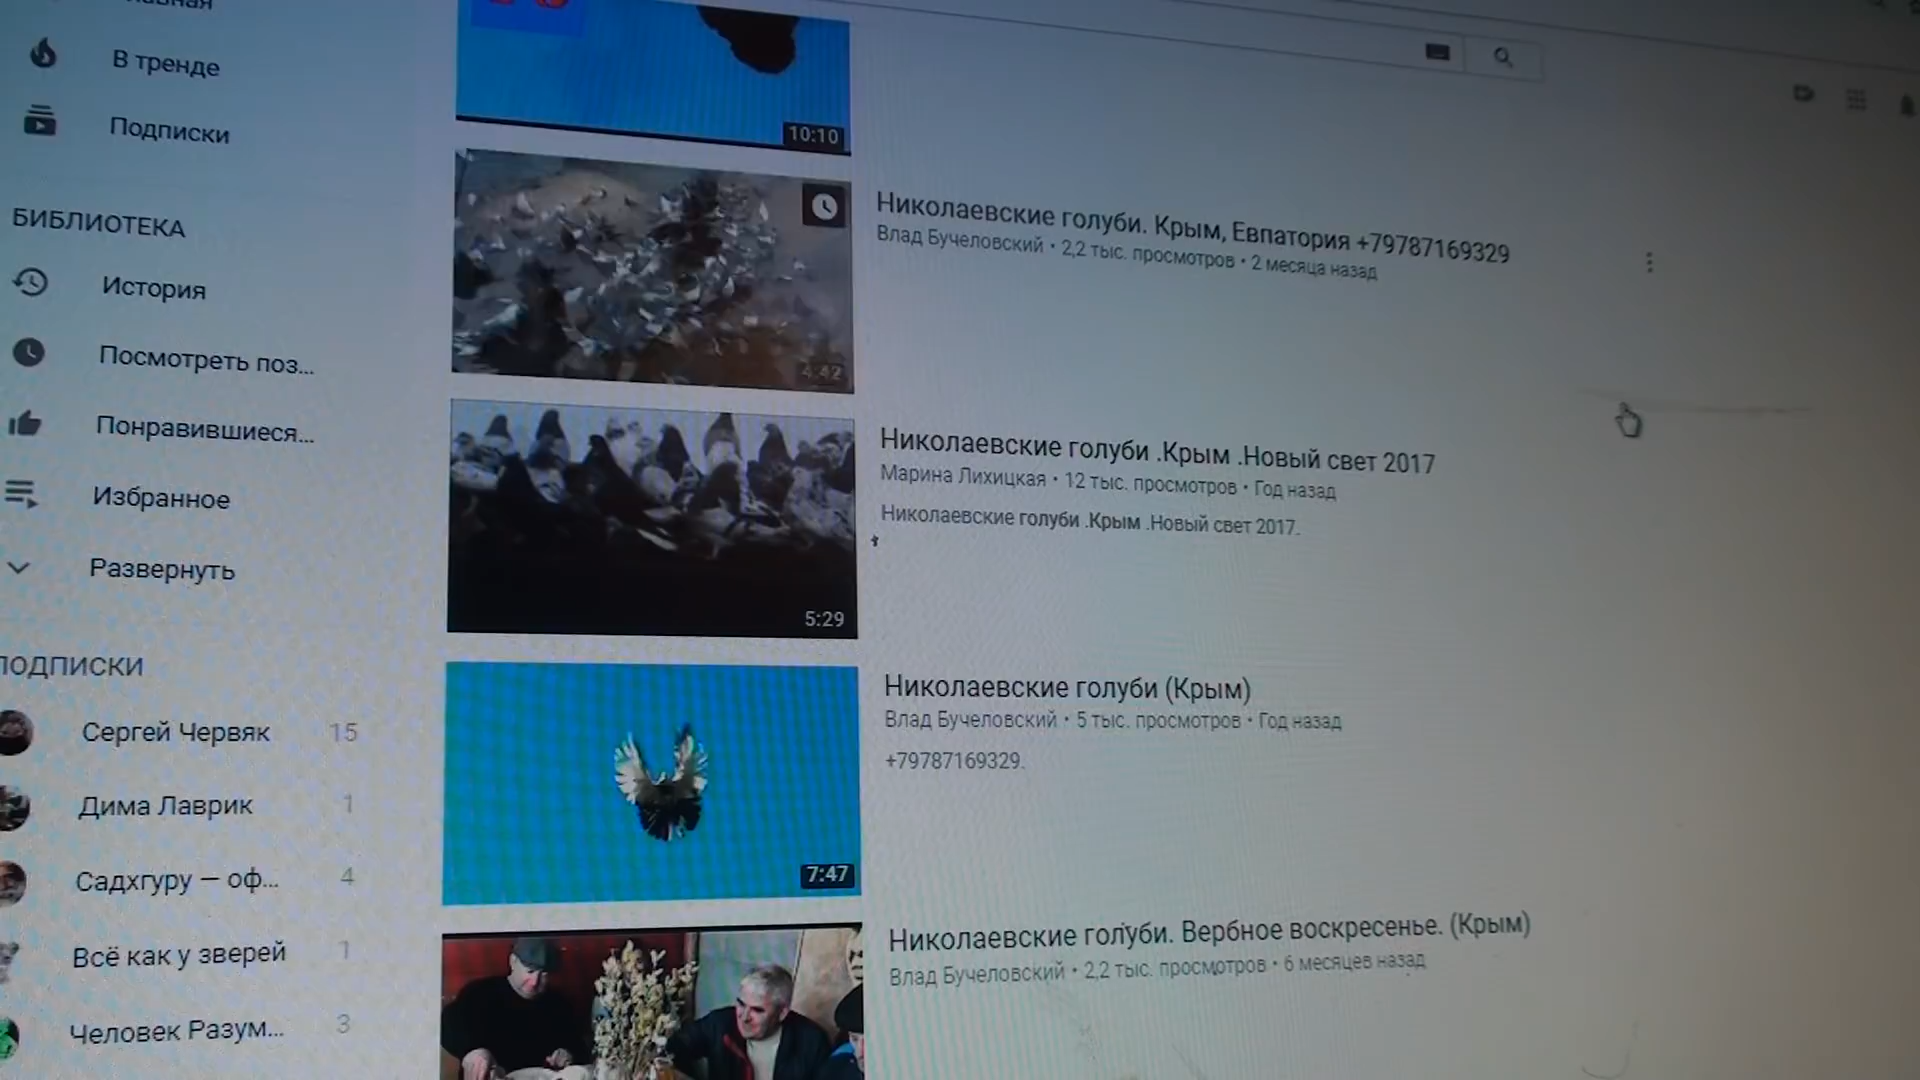 В тренде
Подписки
БИБЛИОТЕКА
История
Посмотреть поз...
Понравившиеся...
Избранное
Развернуть
ПОДПИСКИ
Сергей Червяк 15
Дима Лаврик 1
Садхгуру — оф... 4
Всё как у зверей 1
Человек Разум... 3
10:10
4:42
Николаевские голуби. Крым, Евпатория +79787169329
Влад Бучеловский • 2,2 тыс. просмотров • 2 месяца назад
5:29
Николаевские голуби .Крым .Новый свет 2017
Марина Лихицкая • 12 тыс. просмотров • Год назад
Николаевские голуби .Крым .Новый свет 2017.
7:47
Николаевские голуби (Крым)
Влад Бучеловский • 5 тыс. просмотров • Год назад
+79787169329.
Николаевские голуби. Вербное воскресенье. (Крым)
Влад Бучеловский • 2,2 тыс. просмотров • 6 месяцев назад